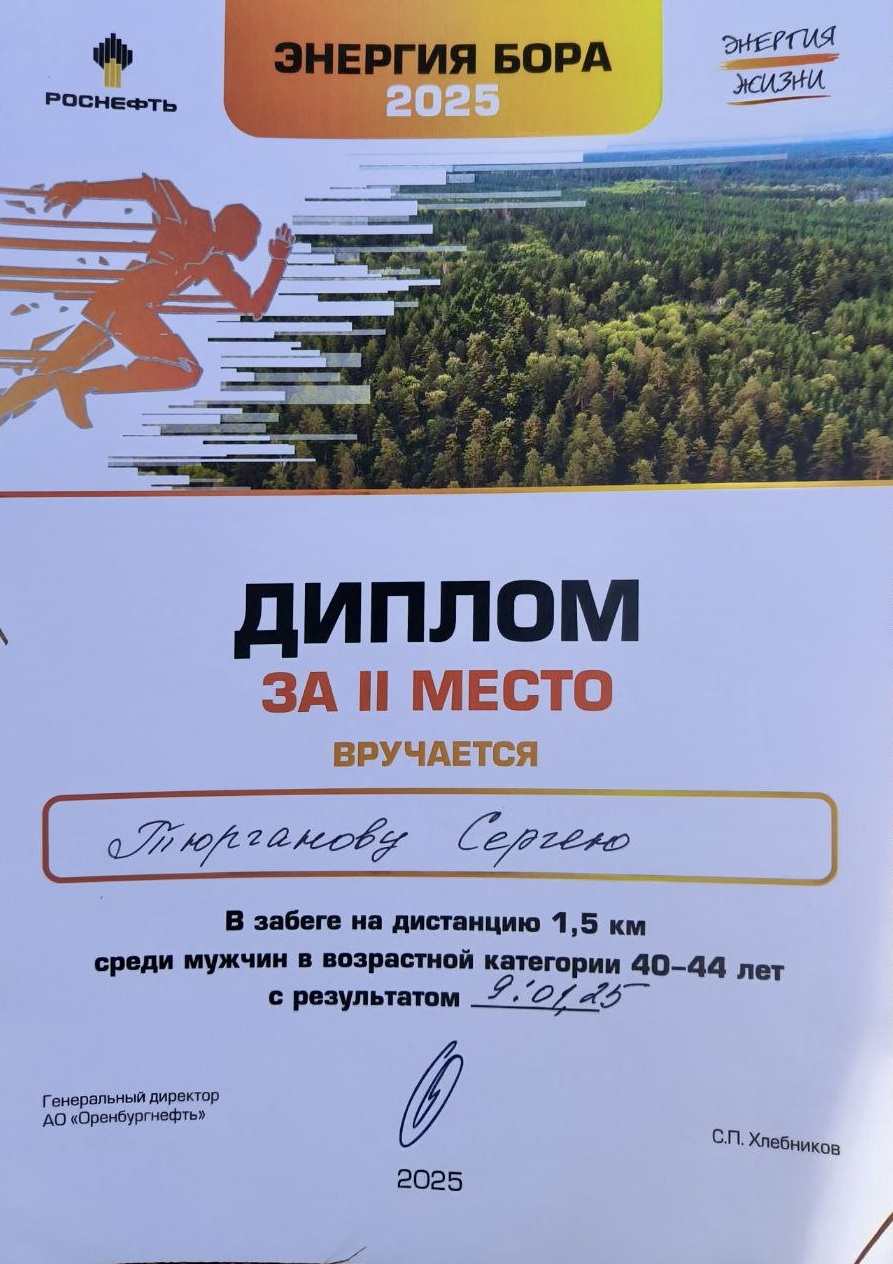 РОСНЕФТЬ
ЭНЕРГИЯ БОРА
2025
ЭНЕРГИЯ
ЖИЗНИ
ДИПЛОМ
ЗА II МЕСТО
ВРУЧАЕТСЯ
Тюрганову Сергею
В забеге на дистанцию 1,5 км
среди мужчин в возрастной категории 40–44 лет
с результатом 9:01,25
Генеральный директор
АО «Оренбургнефть»
С.П. Хлебников
2025